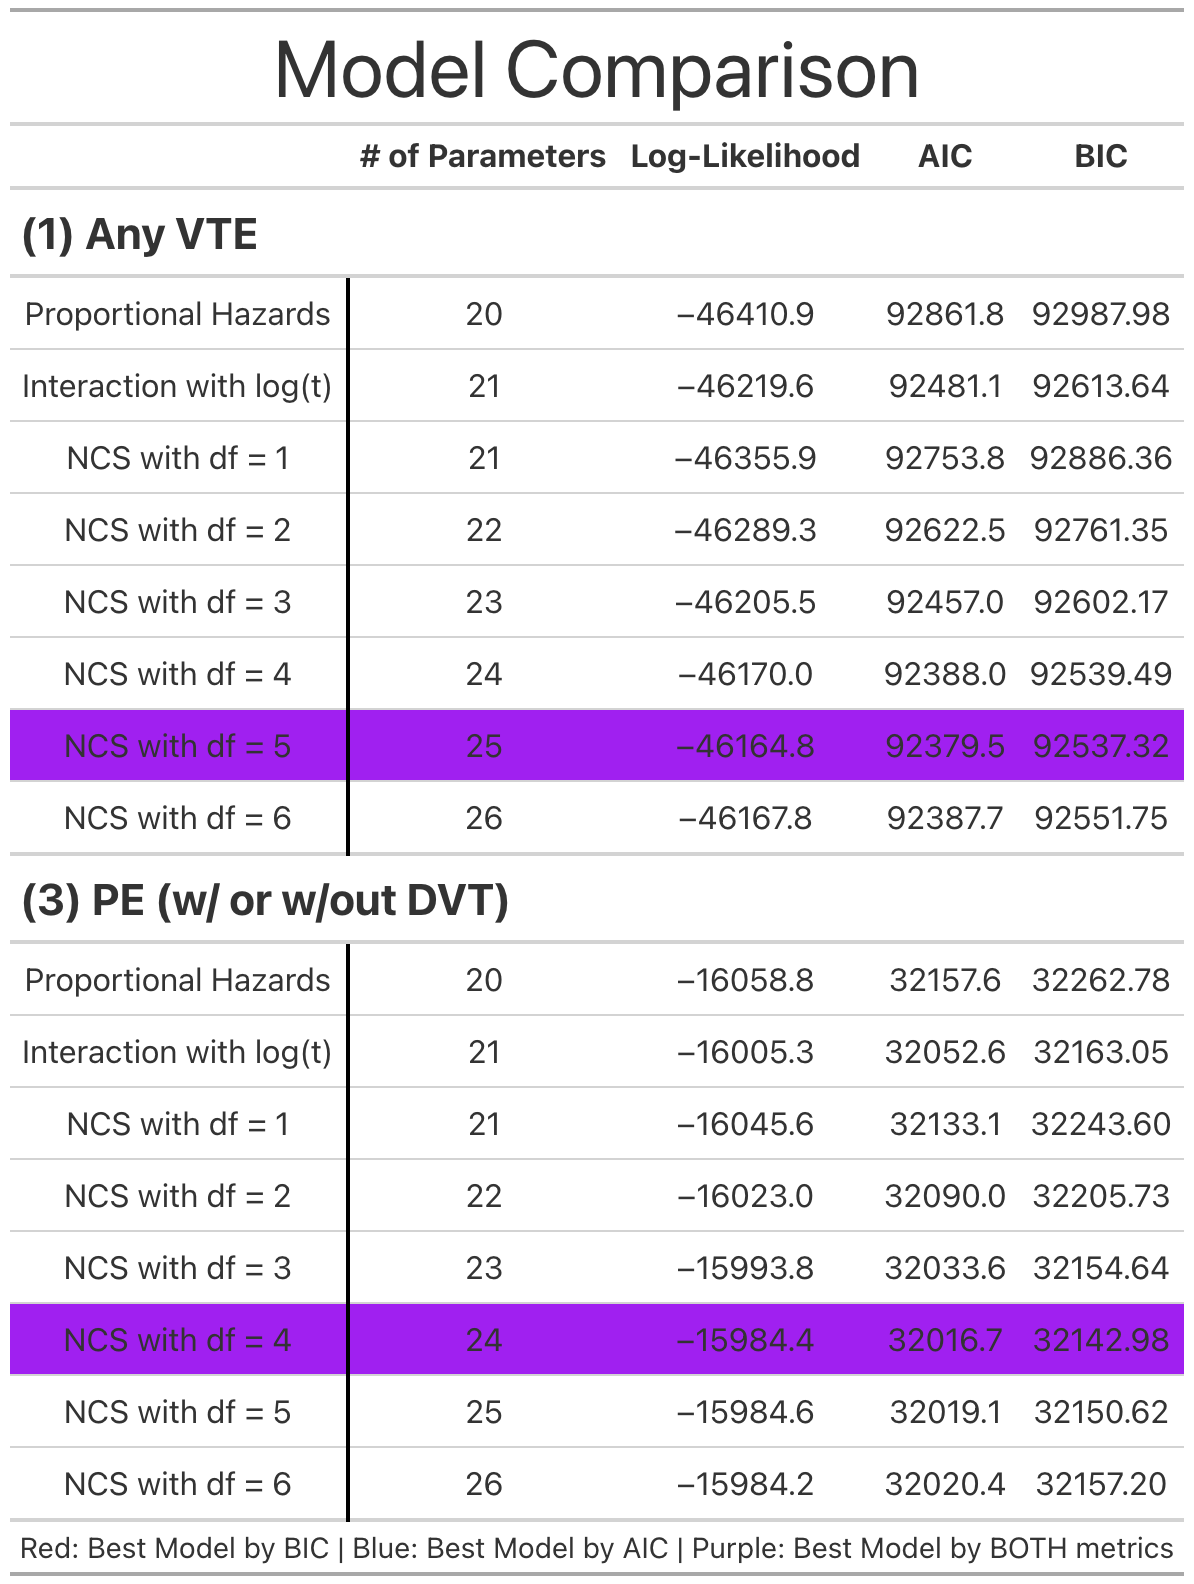 Model Comparison
# of Parameters Log-Likelihood AIC BIC
(1) Any VTE
Proportional Hazards 20 −46410.9 92861.8 92987.98
Interaction with log(t) 21 −46219.6 92481.1 92613.64
NCS with df = 1 21 −46355.9 92753.8 92886.36
NCS with df = 2 22 −46289.3 92622.5 92761.35
NCS with df = 3 23 −46205.5 92457.0 92602.17
NCS with df = 4 24 −46170.0 92388.0 92539.49
NCS with df = 5 25 −46164.8 92379.5 92537.32
NCS with df = 6 26 −46167.8 92387.7 92551.75
(3) PE (w/ or w/out DVT)
Proportional Hazards 20 −16058.8 32157.6 32262.78
Interaction with log(t) 21 −16005.3 32052.6 32163.05
NCS with df = 1 21 −16045.6 32133.1 32243.60
NCS with df = 2 22 −16023.0 32090.0 32205.73
NCS with df = 3 23 −15993.8 32033.6 32154.64
NCS with df = 4 24 −15984.4 32016.7 32142.98
NCS with df = 5 25 −15984.6 32019.1 32150.62
NCS with df = 6 26 −15984.2 32020.4 32157.20
Red: Best Model by BIC | Blue: Best Model by AIC | Purple: Best Model by BOTH metrics